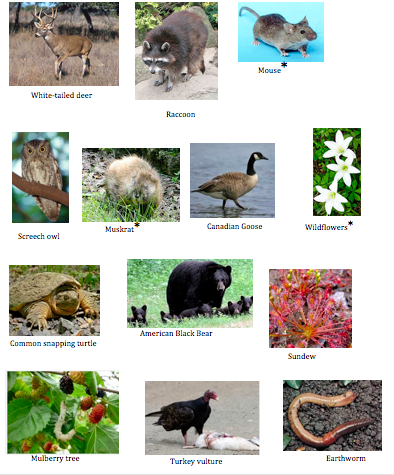 White-tailed deer
Raccoon
Mouse*
Screech owl
Muskrat*
Canadian Goose
Wildflowers*
Common snapping turtle
American Black Bear
Sundew
Mulberry tree
Turkey vulture
Earthworm